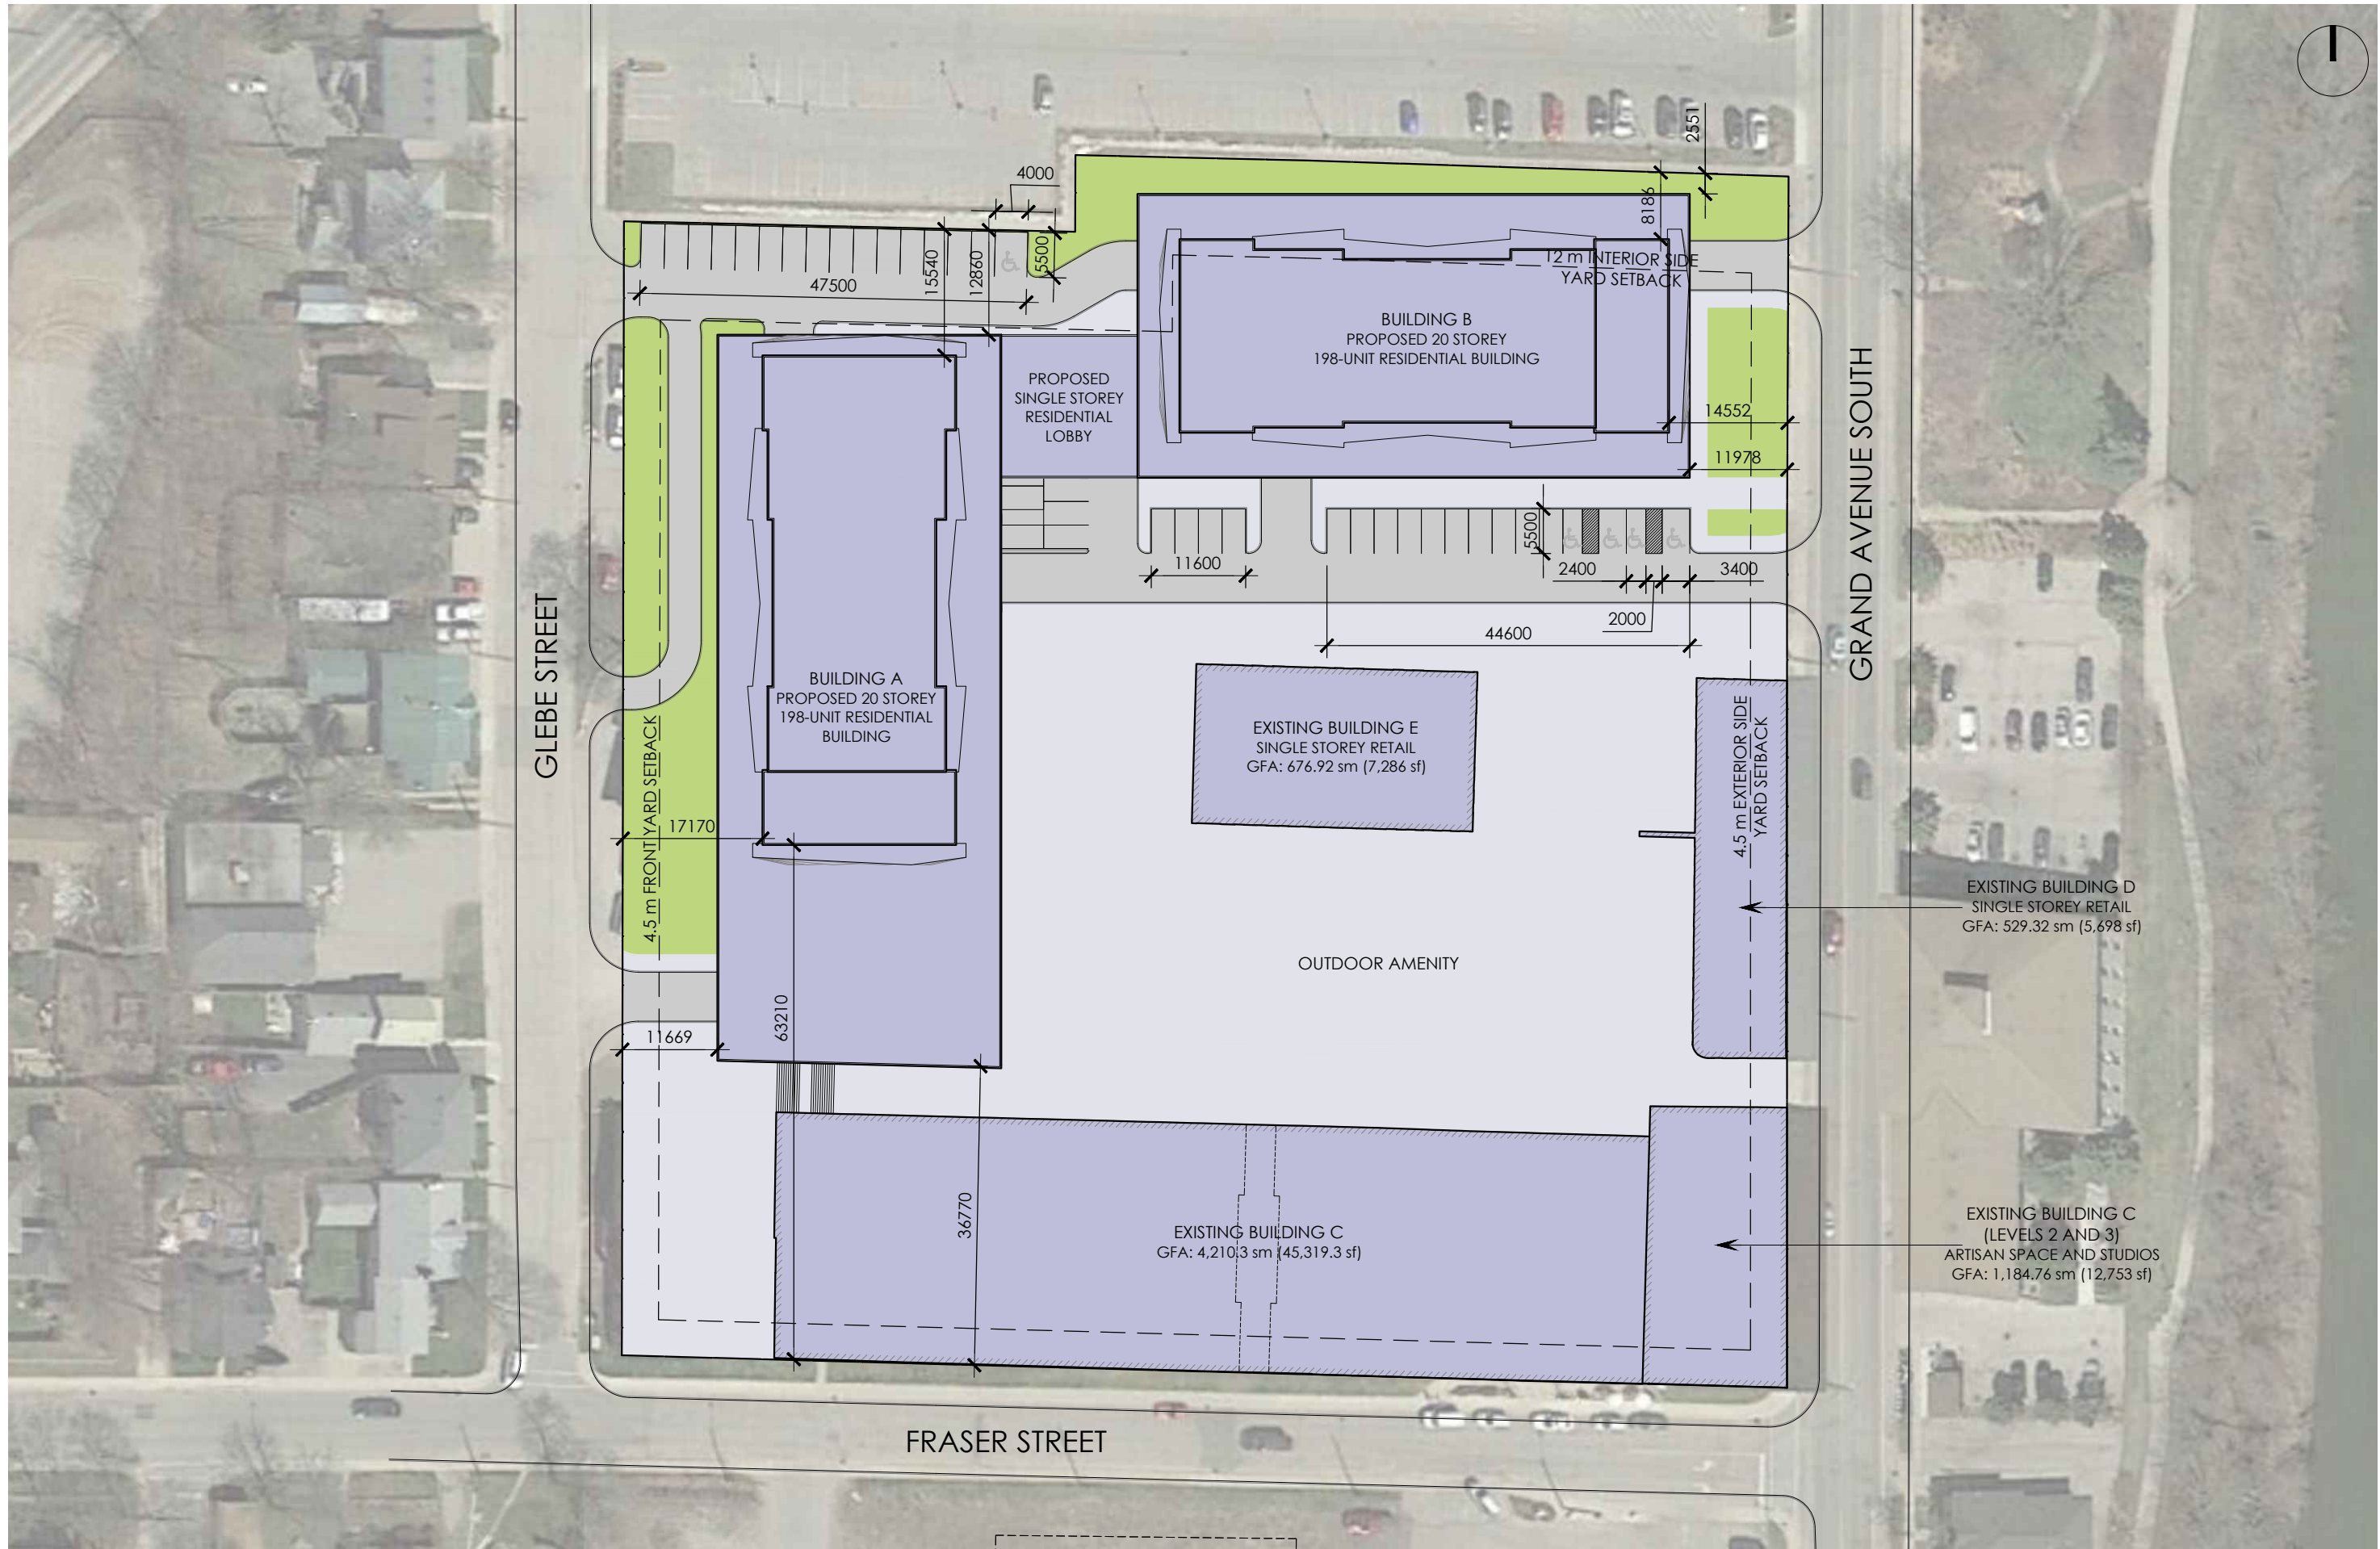 2551
4000
8186
5500
15540
12860
47500
12 m INTERIOR SIDE
YARD SETBACK
BUILDING B
PROPOSED 20 STOREY
198-UNIT RESIDENTIAL BUILDING
PROPOSED
SINGLE STOREY
RESIDENTIAL
LOBBY
14552
11978
GRAND AVENUE SOUTH
5500
11600
2400
3400
2000
44600
GLEBE STREET
BUILDING A
PROPOSED 20 STOREY
198-UNIT RESIDENTIAL
BUILDING
EXISTING BUILDING E
SINGLE STOREY RETAIL
GFA: 676.92 sm (7,286 sf)
4.5 m FRONT YARD SETBACK
4.5 m EXTERIOR SIDE
YARD SETBACK
17170
EXISTING BUILDING D
SINGLE STOREY RETAIL
GFA: 529.32 sm (5,698 sf)
OUTDOOR AMENITY
63210
11669
36770
EXISTING BUILDING C
GFA: 4,210.3 sm (45,319.3 sf)
EXISTING BUILDING C
(LEVELS 2 AND 3)
ARTISAN SPACE AND STUDIOS
GFA: 1,184.76 sm (12,753 sf)
FRASER STREET